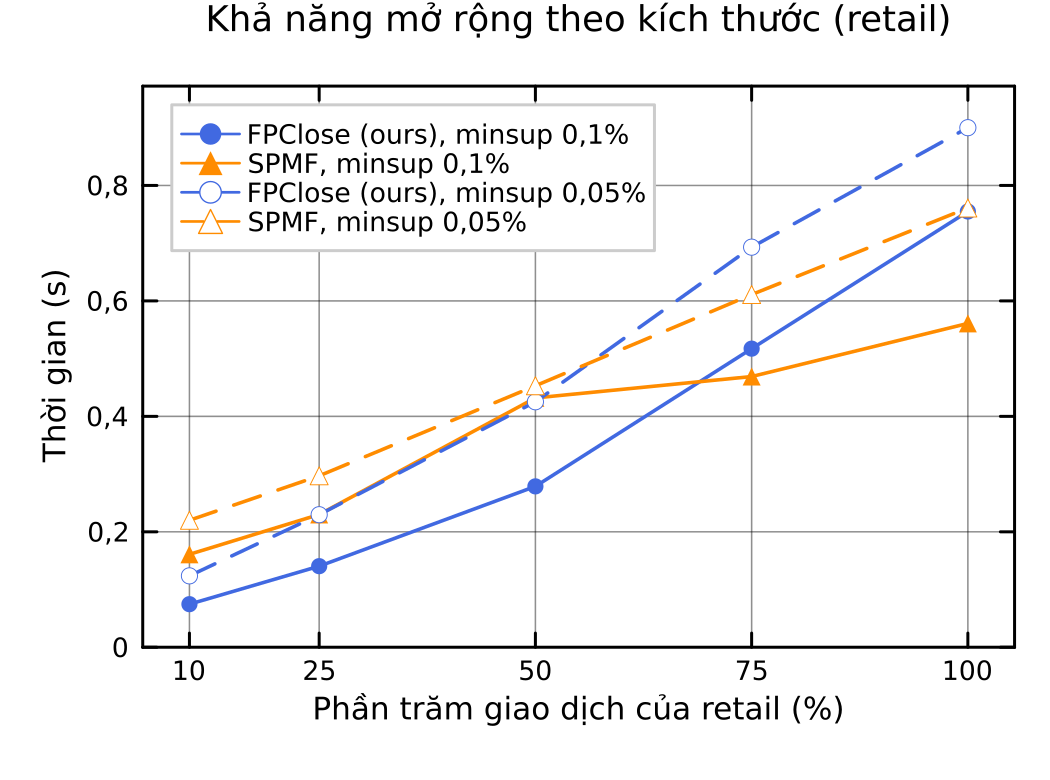 Khả năng mở rộng theo kích thước (retail)
FPClose (ours), minsup 0,1%
SPMF, minsup 0,1%
FPClose (ours), minsup 0,05%
SPMF, minsup 0,05%
Thời gian (s)
0,8
0,6
0,4
0,2
0
10 25 50 75 100
Phần trăm giao dịch của retail (%)